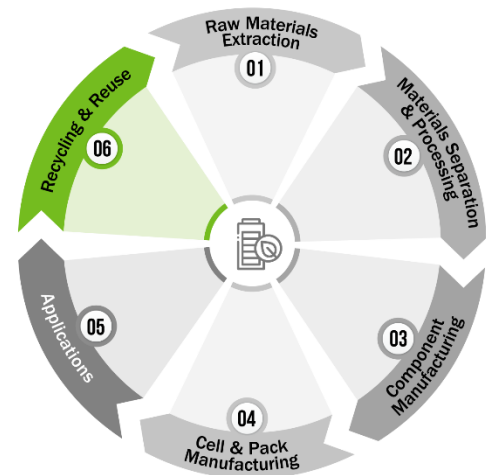 Raw Materials
Extraction
01
Materials Separation
& Processing
02
03
Component
Manufacturing
04
Cell & Pack
Manufacturing
05
Applications
06
Recycling & Reuse